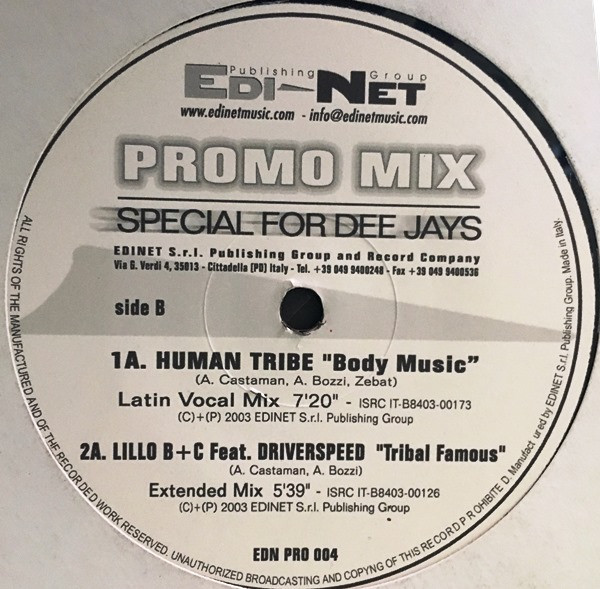 Publishing Group
EDI-NET
www.edinetmusic.com - info@edinetmusic.com
PROMO MIX
SPECIAL FOR DEE JAYS
EDINET S.r.l. Publishing Group and Record Company
Via G. Verdi 4, 35013 - Cittadella (PD) Italy - Tel. +39 049 9400248 - Fax +39 049 9400536
side B
1A. HUMAN TRIBE "Body Music"
(A. Castaman, A. Bozzi, Zebat)
Latin Vocal Mix 7'20" - ISRC IT-B8403-00173
(C)+(P) 2003 EDINET S.r.l. Publishing Group
2A. LILLO B+C Feat. DRIVERSPEED "Tribal Famous"
(A. Castaman, A. Bozzi)
Extended Mix 5'39" - ISRC IT-B8403-00126
(C)+(P) 2003 EDINET S.r.l. Publishing Group
EDN PRO 004
ALL RIGHTS OF THE MANUFACTURED AND OF THE RECORDED WORK RESERVED. UNAUTHORIZED BROADCASTING AND COPYNG OF THIS RECORD P ROHIBITE D. Manufact ured by EDINET S.r.l. Publishing Group. Made in Italy.